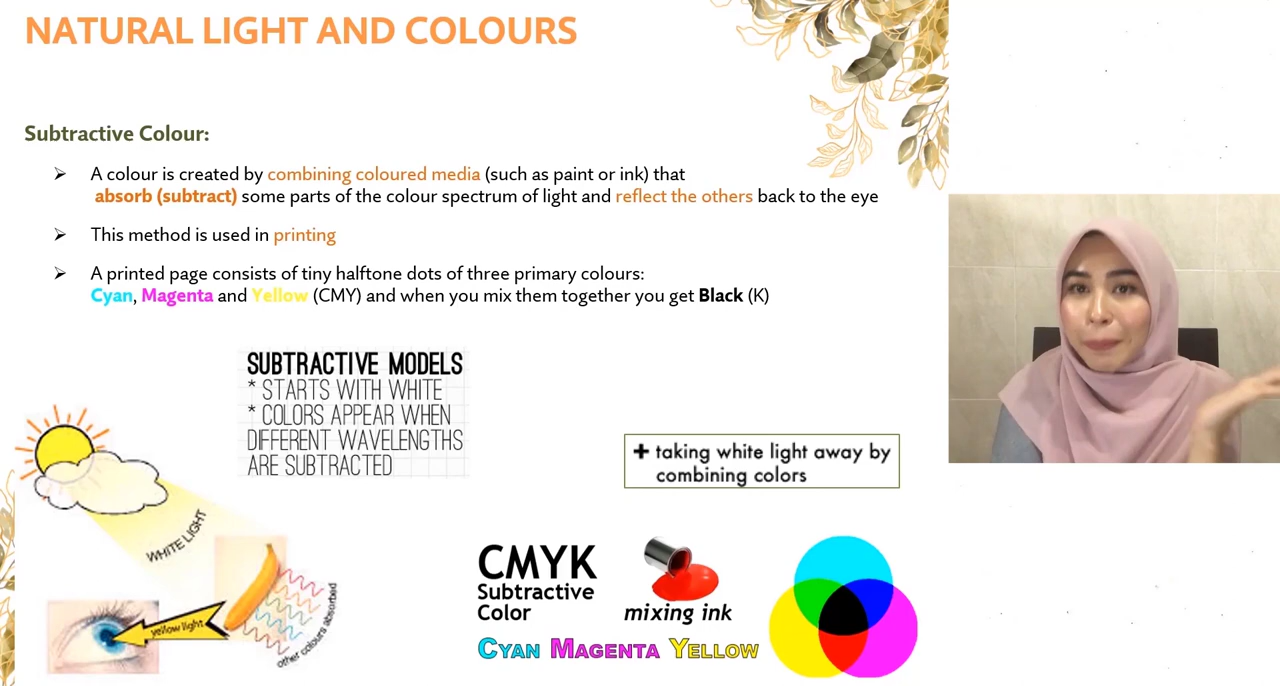 NATURAL LIGHT AND COLOURS
Subtractive Colour:
A colour is created by combining coloured media (such as paint or ink) that
absorb (subtract) some parts of the colour spectrum of light and reflect the others back to the eye
This method is used in printing
A printed page consists of tiny halftone dots of three primary colours:
Cyan, Magenta and Yellow (CMY) and when you mix them together you get Black (K)
SUBTRACTIVE MODELS
* STARTS WITH WHITE
* COLORS APPEAR WHEN
DIFFERENT WAVELENGTHS
ARE SUBTRACTED
+ taking white light away by
combining colors
WHITE LIGHT
yellow light
other colours absorbed
CMYK
Subtractive
Color
mixing ink
CYAN MAGENTA YELLOW